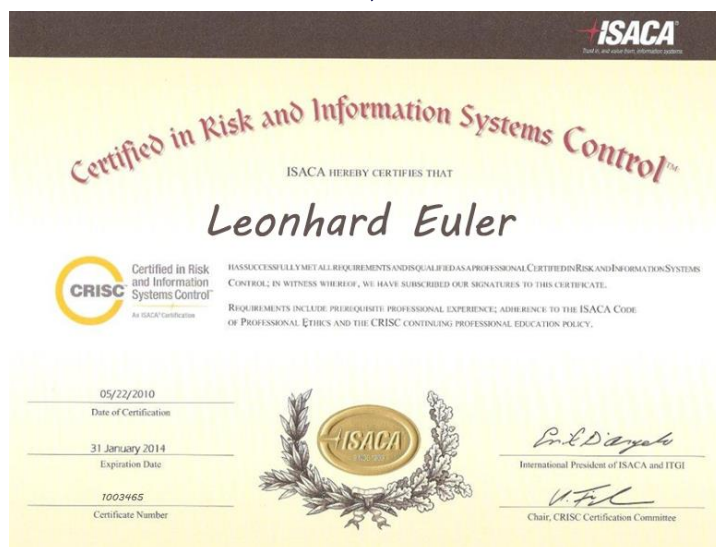 ISACA®
Trust in, and value from, information systems
Certified in Risk and Information Systems Control™
ISACA HEREBY CERTIFIES THAT
Leonhard Euler
CRISC™
Certified in Risk
and Information
Systems Control™
An ISACA® Certification
HAS SUCCESSFULLY MET ALL REQUIREMENTS AND IS QUALIFIED AS A PROFESSIONAL CERTIFIED IN RISK AND INFORMATION SYSTEMS
CONTROL; IN WITNESS WHEREOF, WE HAVE SUBSCRIBED OUR SIGNATURES TO THIS CERTIFICATE.
REQUIREMENTS INCLUDE PREREQUISITE PROFESSIONAL EXPERIENCE; ADHERENCE TO THE ISACA CODE
OF PROFESSIONAL ETHICS AND THE CRISC CONTINUING PROFESSIONAL EDUCATION POLICY.
05/22/2010
Date of Certification
31 January 2014
Expiration Date
1003465
Certificate Number
ISACA
International President of ISACA and ITGI
Chair, CRISC Certification Committee